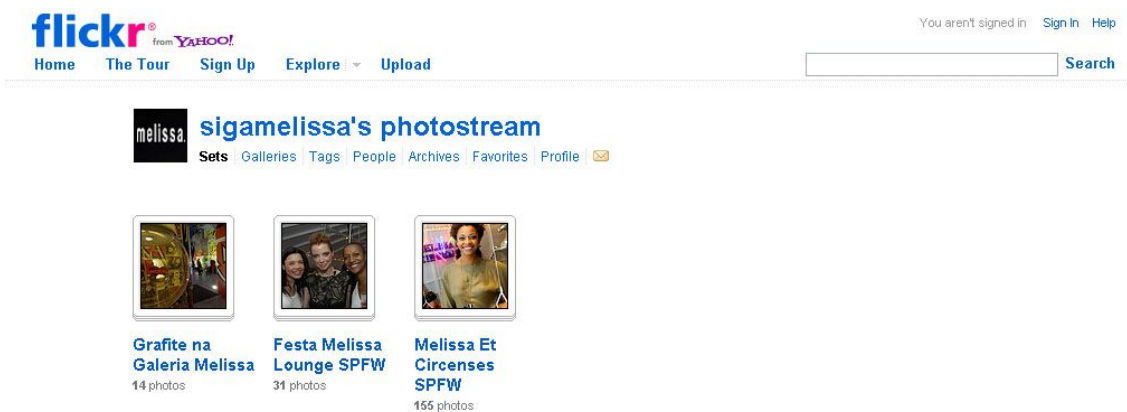 flickr® from YAHOO!
You aren't signed in Sign In Help
Home The Tour Sign Up Explore Upload
Search
melissa.
sigamelissa's photostream
Sets Galleries Tags People Archives Favorites Profile
Grafite na
Galeria Melissa
14 photos
Festa Melissa
Lounge SPFW
31 photos
Melissa Et
Circenses
SPFW
155 photos